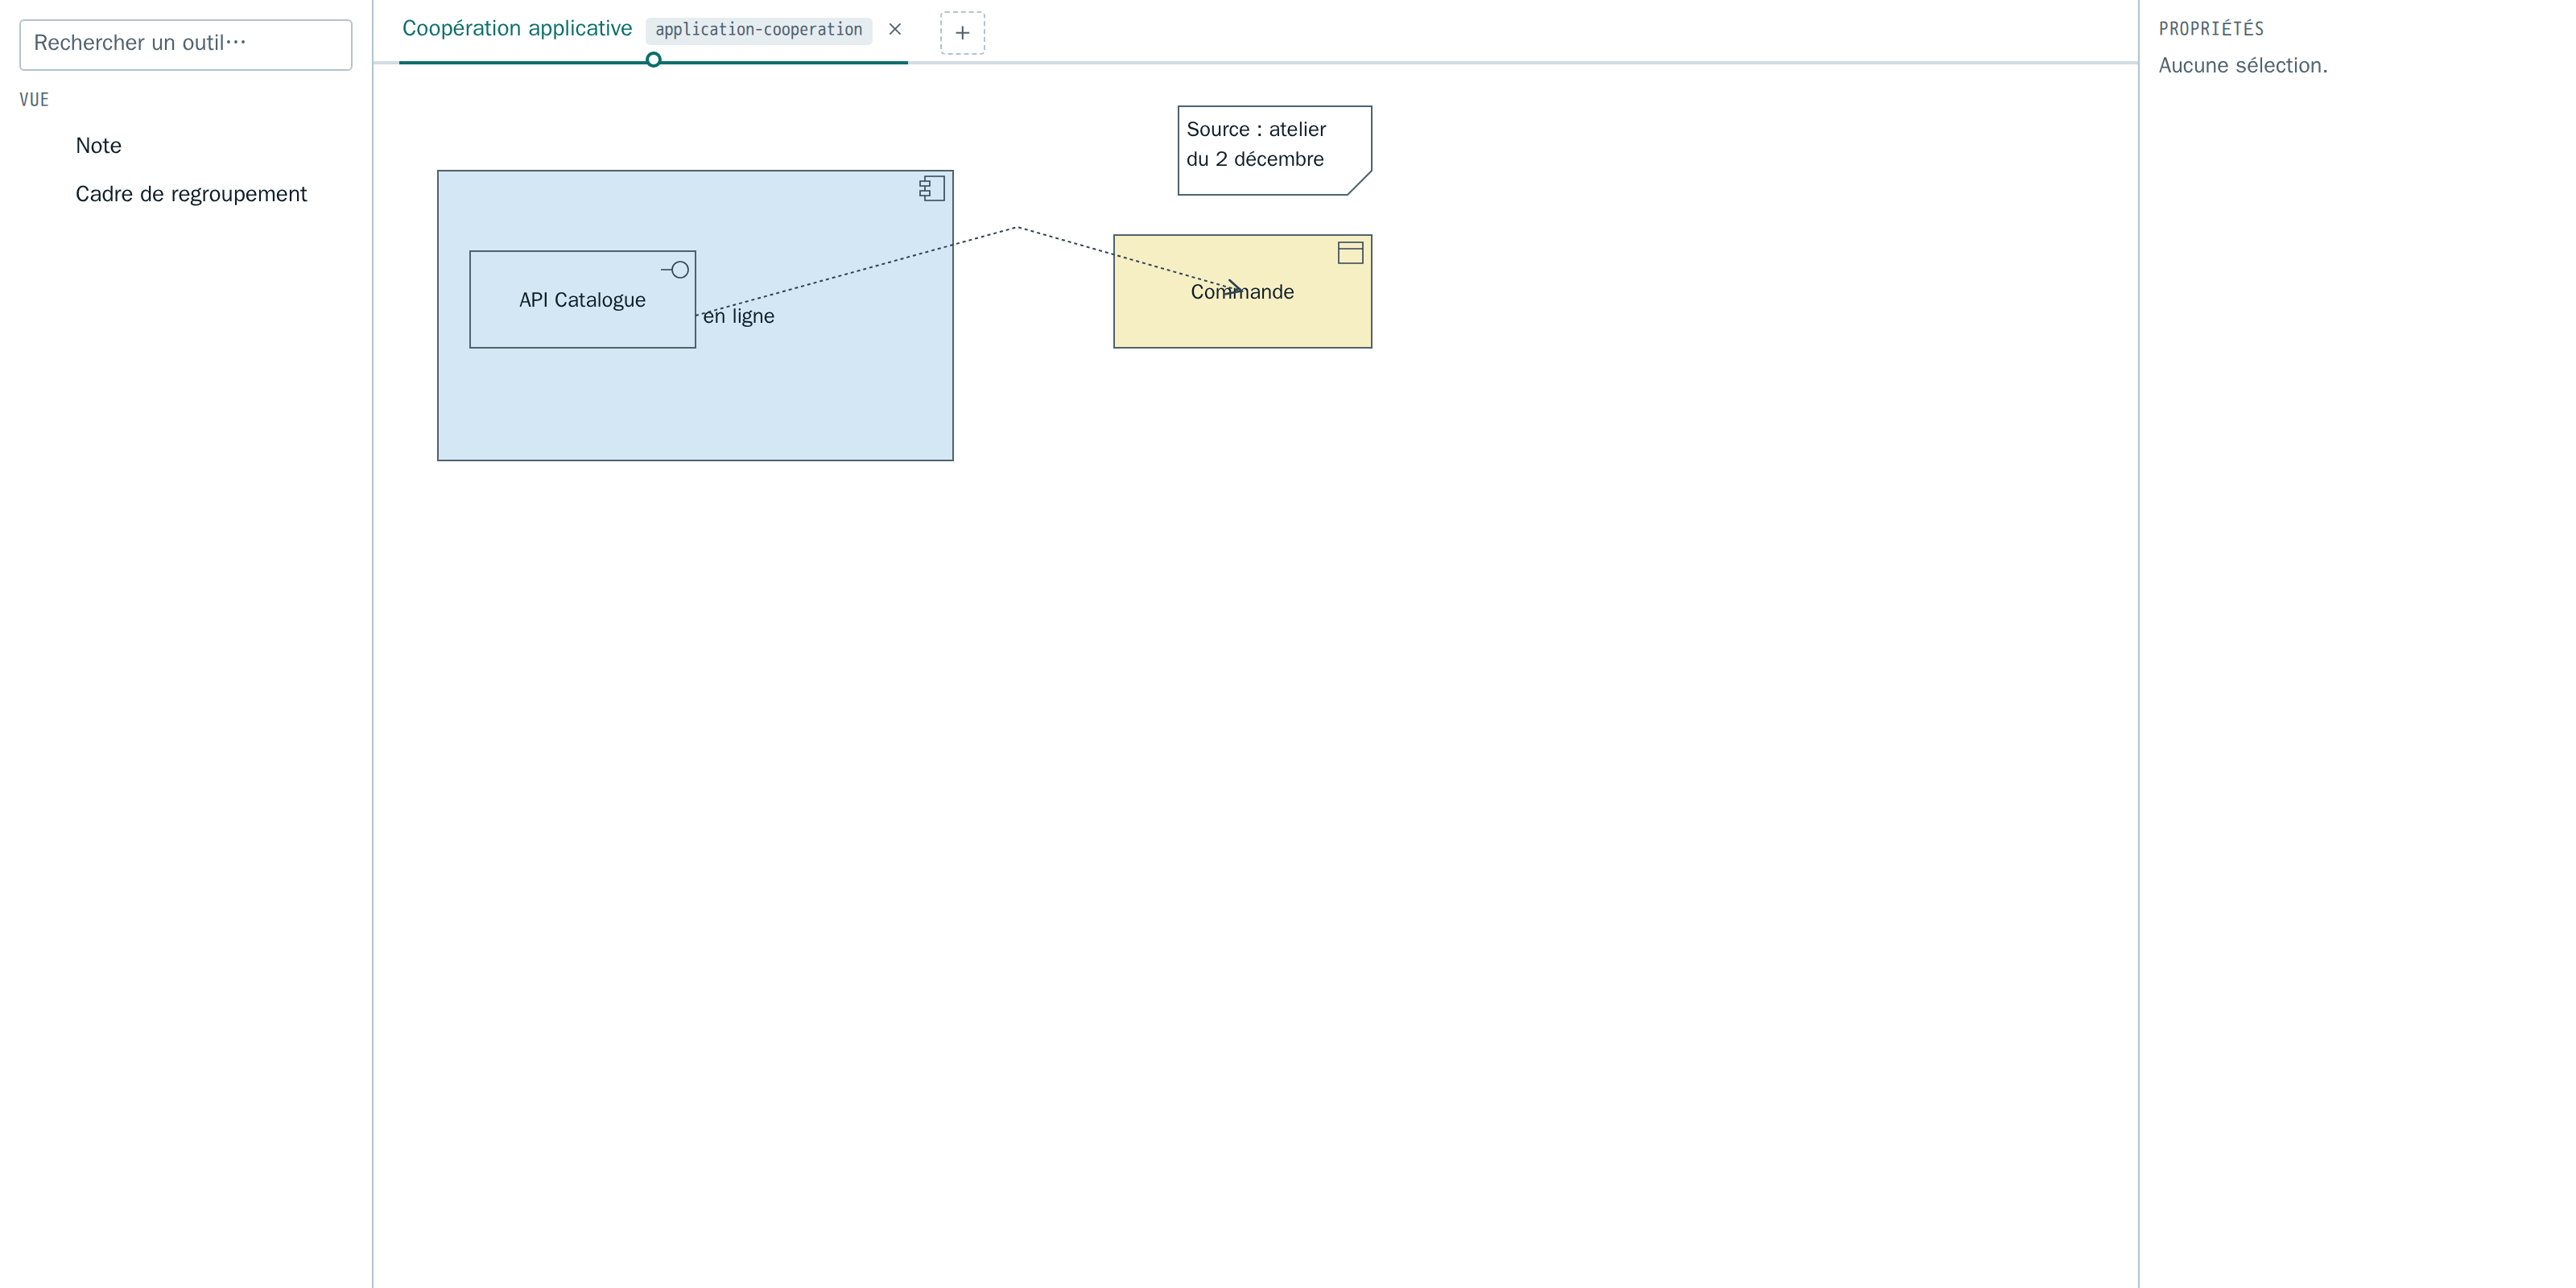 Rechercher un outil…
VUE
Note
Cadre de regroupement
Coopération applicative application-cooperation × +
Source : atelier
du 2 décembre
API Catalogue
en ligne
Commande
PROPRIÉTÉS
Aucune sélection.